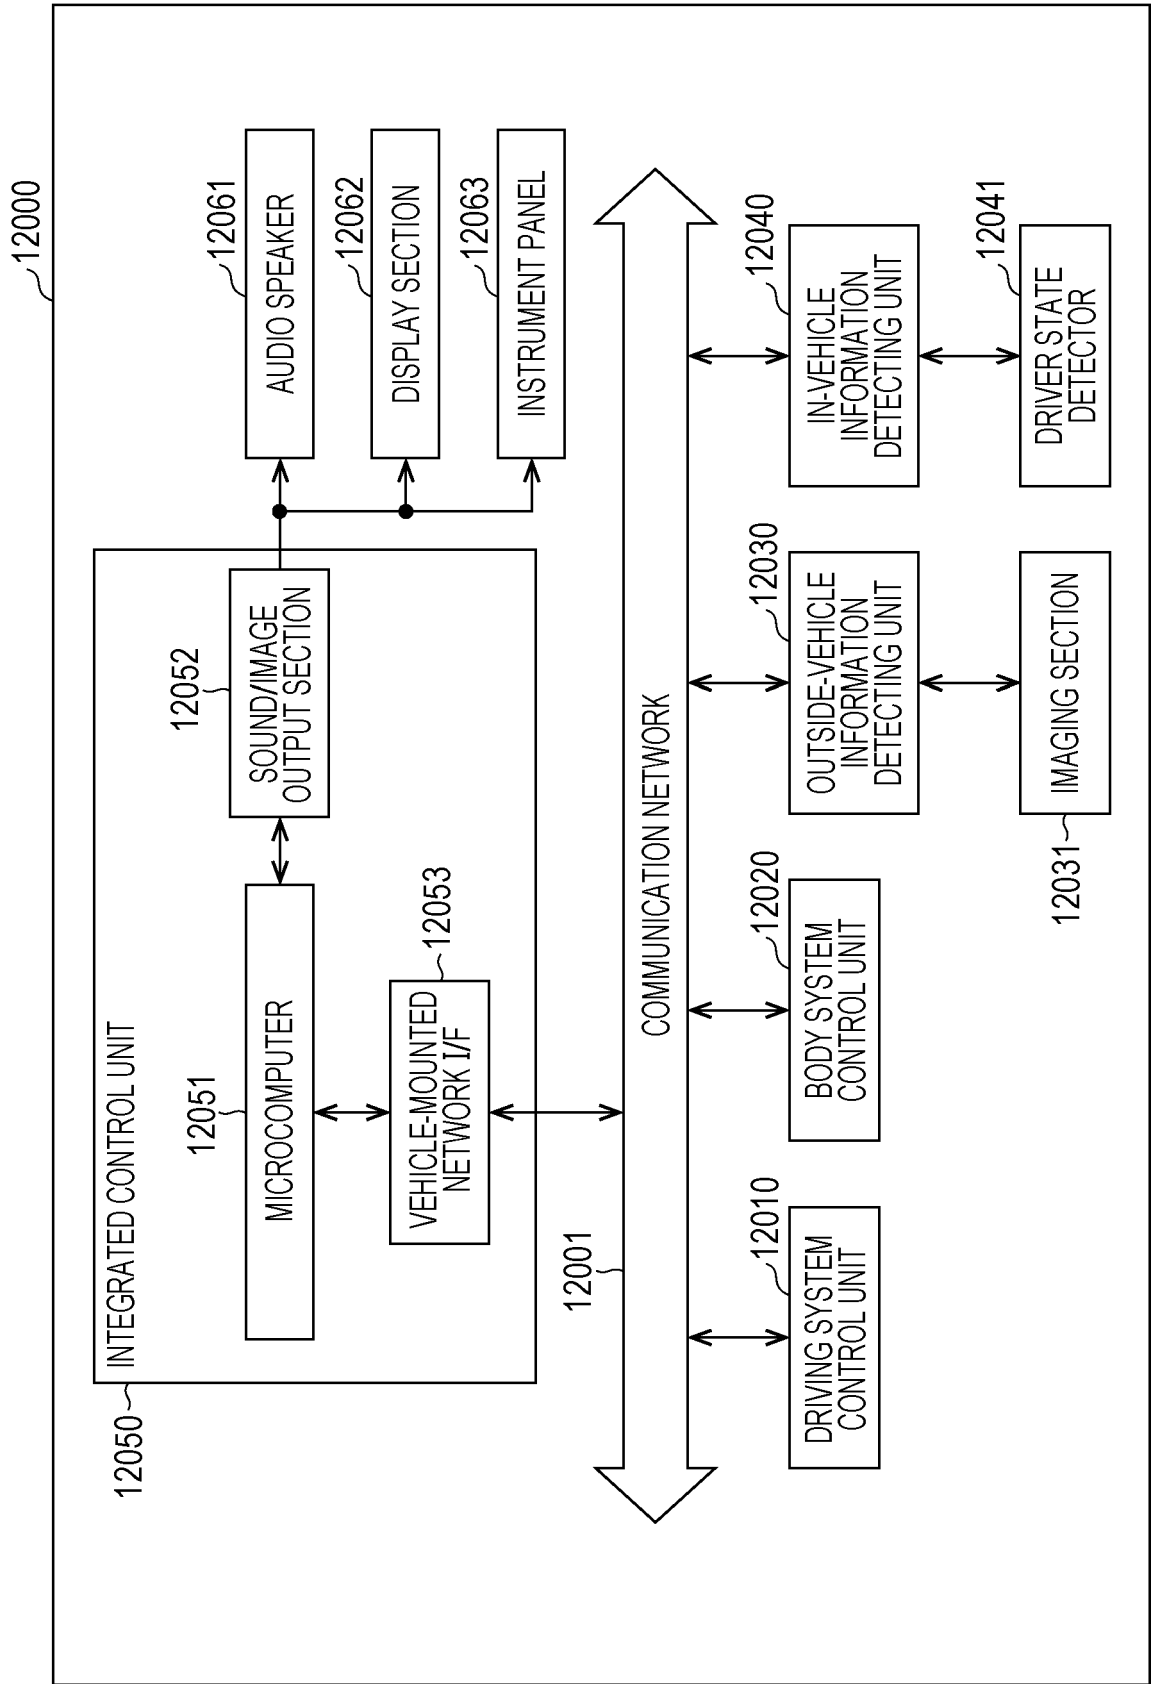 12000
INTEGRATED CONTROL UNIT
12050
12051
MICROCOMPUTER
12052
SOUND/IMAGE
OUTPUT SECTION
12053
VEHICLE-MOUNTED
NETWORK I/F
12061
AUDIO SPEAKER
12062
DISPLAY SECTION
12063
INSTRUMENT PANEL
12001
COMMUNICATION NETWORK
12010
DRIVING SYSTEM
CONTROL UNIT
12020
BODY SYSTEM
CONTROL UNIT
12030
OUTSIDE-VEHICLE
INFORMATION
DETECTING UNIT
12040
IN-VEHICLE
INFORMATION
DETECTING UNIT
12031
IMAGING SECTION
12041
DRIVER STATE
DETECTOR